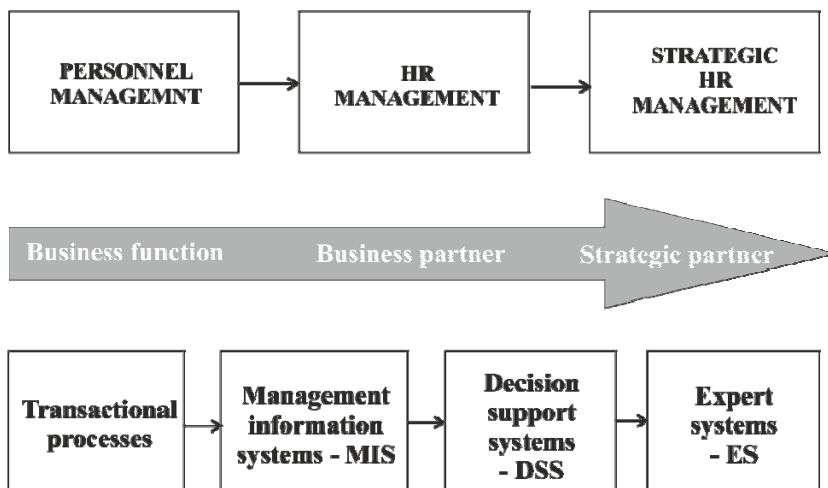 PERSONNEL
MANAGEMNT
HR
MANAGEMENT
STRATEGIC
HR
MANAGEMENT
Business function
Business partner
Strategic partner
Transactional
processes
Management
information
systems - MIS
Decision
support
systems
- DSS
Expert
systems
- ES